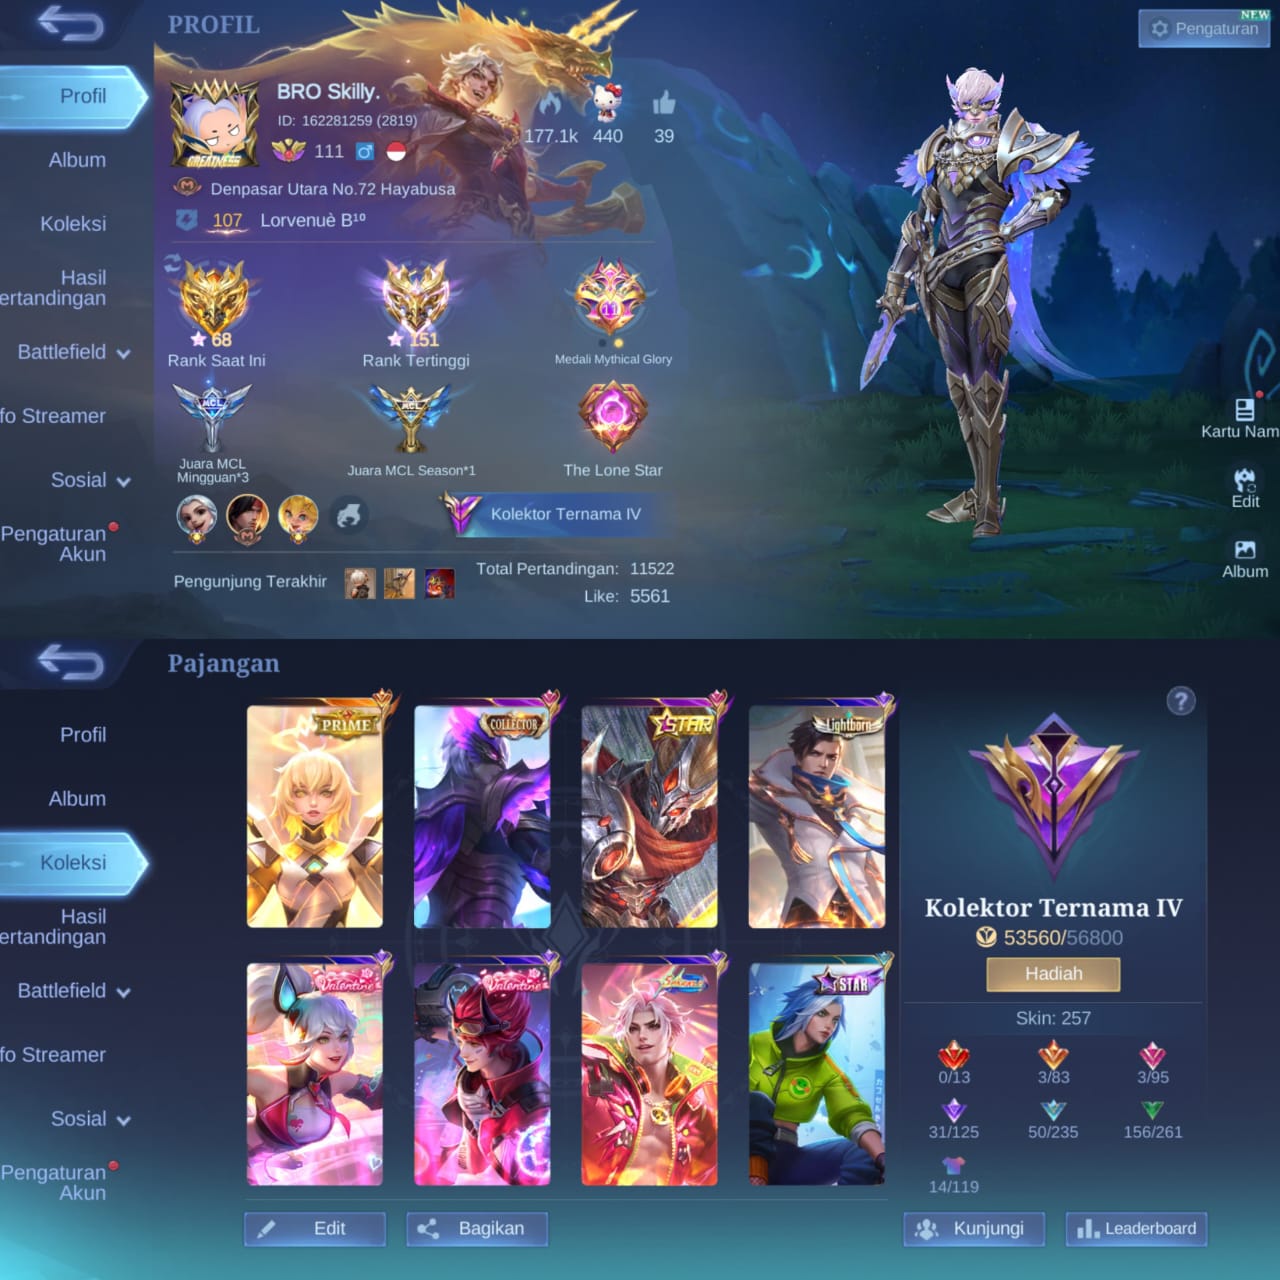 PROFIL
NEW
Pengaturan
Profil
Album
Koleksi
Hasil
ertandingan
Battlefield
fo Streamer
Sosial
Pengaturan
Akun
GREATNESS
BRO Skilly.
ID: 162281259 (2819)
111
177.1k
440
39
Denpasar Utara No.72 Hayabusa
107 Lorvenuè B¹⁰
68
Rank Saat Ini
151
Rank Tertinggi
11
Medali Mythical Glory
MCL
Juara MCL
Mingguan*3
MCL
Juara MCL Season*1
The Lone Star
Kolektor Ternama IV
Pengunjung Terakhir
Total Pertandingan: 11522
Like: 5561
Kartu Nam
Edit
Album
Pajangan
Profil
Album
Koleksi
Hasil
ertandingan
Battlefield
fo Streamer
Sosial
Pengaturan
Akun
PRIME
COLLECTOR
STAR
Lightborn
Valentine
Valentine
STAR
Kolektor Ternama IV
53560/56800
Hadiah
Skin: 257
0/13
3/83
3/95
31/125
50/235
156/261
14/119
Edit
Bagikan
Kunjungi
Leaderboard